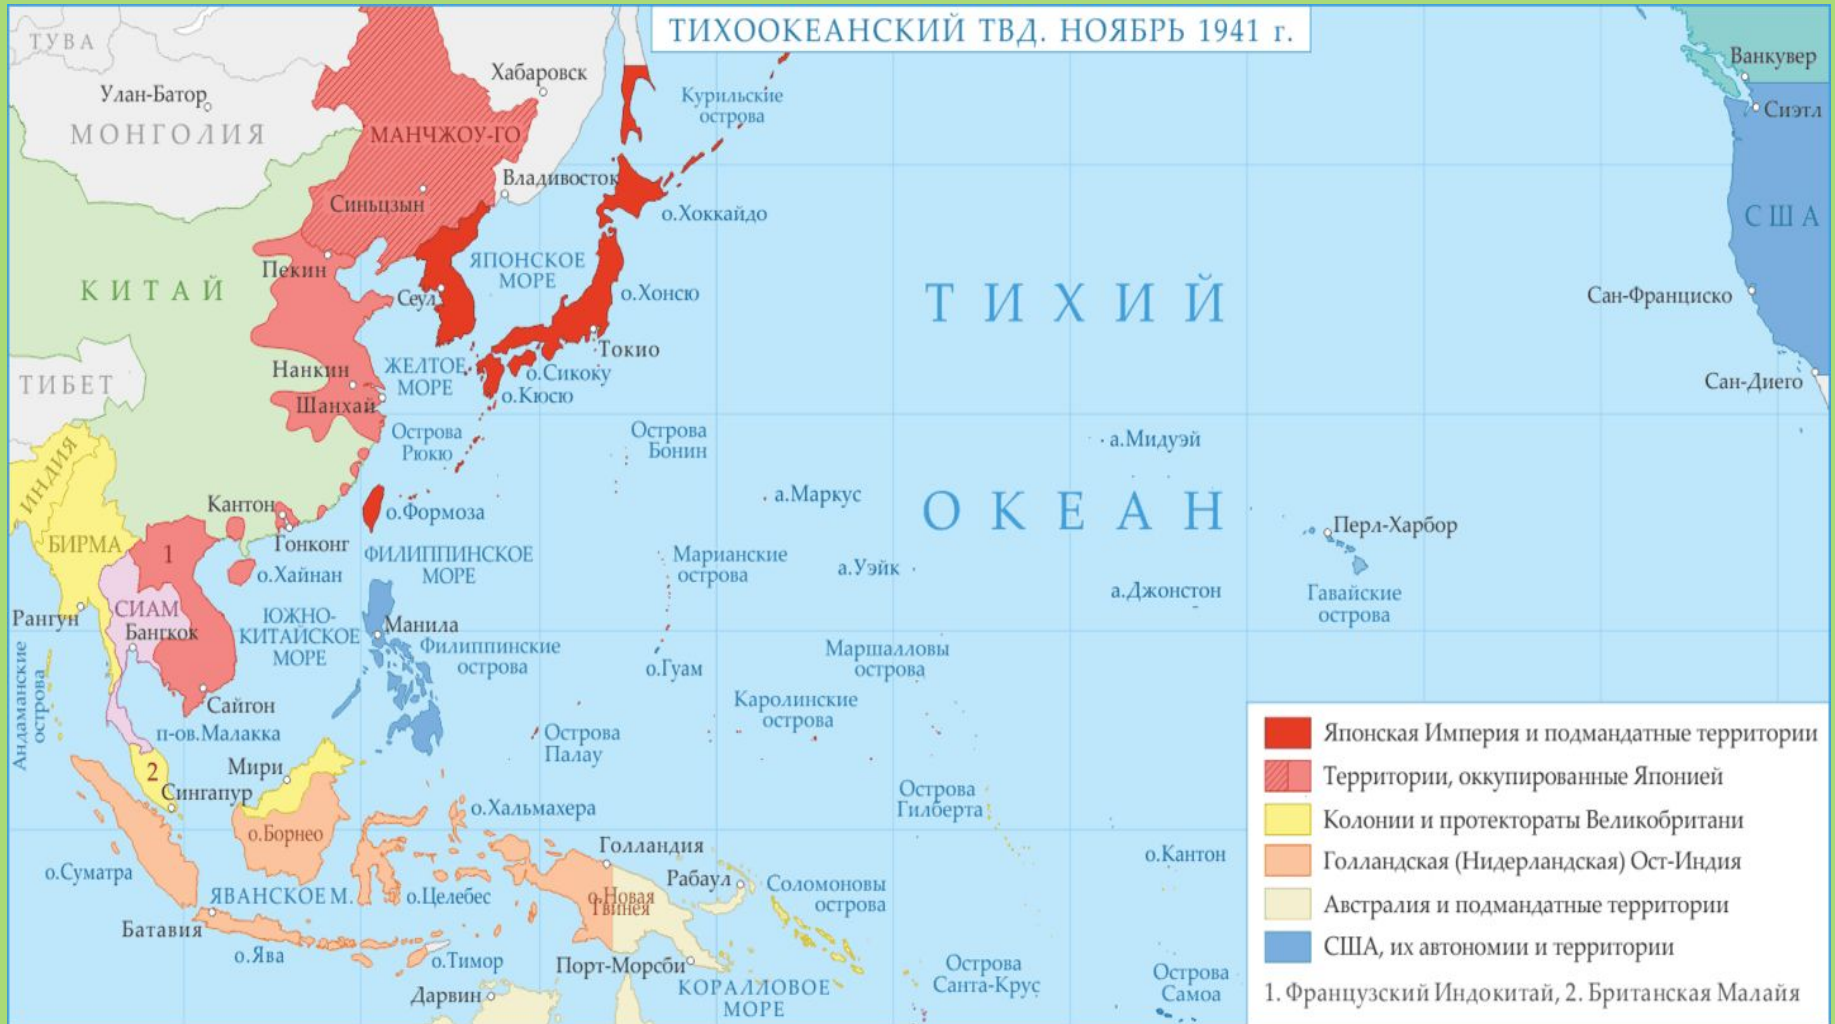 ТИХООКЕАНСКИЙ ТВД. НОЯБРЬ 1941 г.
ТУВА
Улан-Батор
МОНГОЛИЯ
Хабаровск
МАНЧЖОУ-ГО
Владивосток
Синьцзын
Курильские
острова
о.Хоккайдо
Ванкувер
Сиэтл
США
Сан-Франциско
Сан-Диего
КИТАЙ
Пекин
Сеул
ЯПОНСКОЕ
МОРЕ
о.Хонсю
Токио
о.Сикоку
о.Кюсю
ТИХИЙ
ОКЕАН
ТИБЕТ
Нанкин
Шанхай
ЖЕЛТОЕ
МОРЕ
Острова
Рюкю
Острова
Бонин
а.Мидуэй
а.Маркус
ИНДИЯ
БИРМА
Кантон
Гонконг
о.Формоза
1
о.Хайнан
ФИЛИППИНСКОЕ
МОРЕ
Марианские
острова
а.Уэйк
а.Джонстон
Перл-Харбор
Гавайские
острова
Рангун
СИАМ
Бангкок
ЮЖНО-
КИТАЙСКОЕ
МОРЕ
Манила
Филиппинские
острова
о.Гуам
Маршалловы
острова
Каролинские
острова
Андаманские
острова
Сайгон
п-ов.Малакка
Острова
Палау
2
Сингапур
Мири
о.Борнео
о.Хальмахера
Острова
Гилберта
о.Кантон
о.Суматра
ЯВАНСКОЕ М.
о.Целебес
Голландия
Рабаул
о.Новая
Гвинея
Соломоновы
острова
Батавия
о.Ява
о.Тимор
Порт-Морсби
Дарвин
КОРАЛЛОВОЕ
МОРЕ
Острова
Санта-Крус
Острова
Самоа
Японская Империя и подмандатные территории
Территории, оккупированные Японией
Колонии и протектораты Великобритани
Голландская (Нидерландская) Ост-Индия
Австралия и подмандатные территории
США, их автономии и территории
1. Французский Индокитай, 2. Британская Малайя